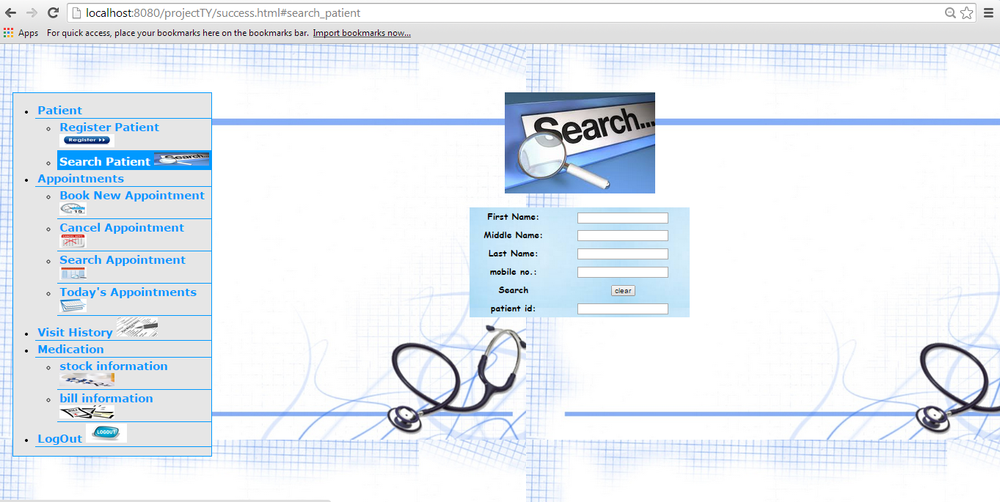 localhost:8080/projectTY/success.html#search_patient
Apps For quick access, place your bookmarks here on the bookmarks bar. Import bookmarks now...
Patient
Register Patient
Register >>
Search Patient Search...
Appointments
Book New Appointment
15
Cancel Appointment
Search Appointment
Today's Appointments
Visit History
Medication
stock information
bill information
LogOut LOGOUT
Search...
First Name:
Middle Name:
Last Name:
mobile no.:
Search clear
patient id: